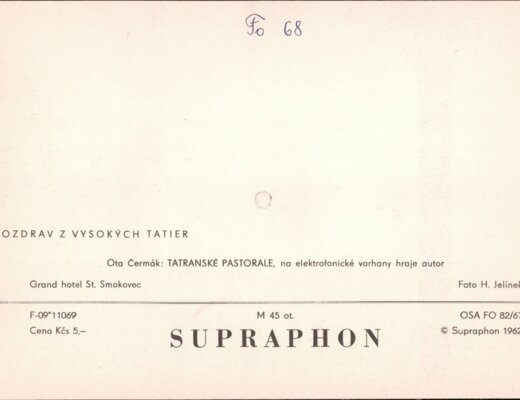 Fo 68
OZDRAV Z VYSOKÝCH TATIER
Ota Čermák: TATRANSKÉ PASTORALE, na elektrofonické varhany hraje autor
Grand hotel St. Smokovec
Foto H. Jelínek
F-09*11069
M 45 ot.
OSA FO 82/67
Cena Kčs 5,–
SUPRAPHON
© Supraphon 1962